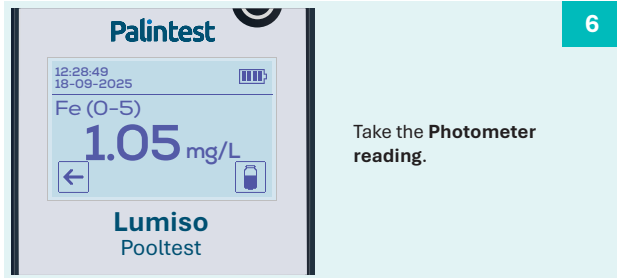 Palintest
12:28:49
18-09-2025
Fe (0-5)
1.05 mg/L
Lumiso
Pooltest
6
Take the Photometer
reading.